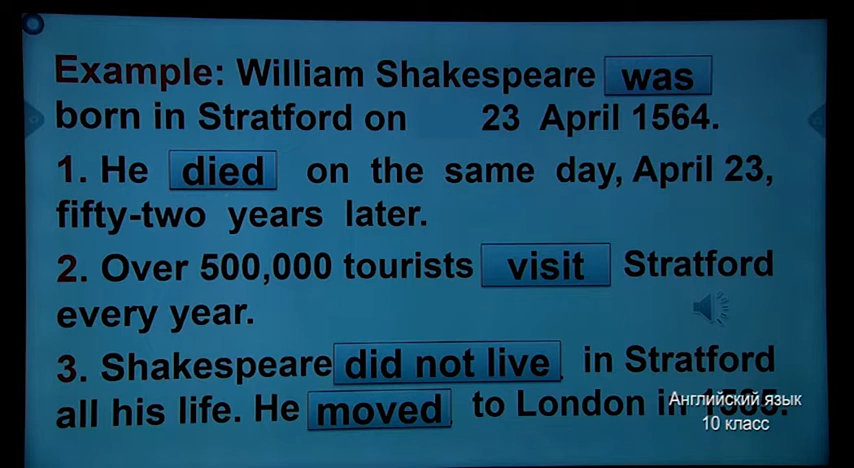 Example: William Shakespeare was
born in Stratford on 23 April 1564.
1. He died on the same day, April 23,
fifty-two years later.
2. Over 500,000 tourists visit Stratford
every year.
3. Shakespeare did not live in Stratford
all his life. He moved to London in
Английский язык
10 класс